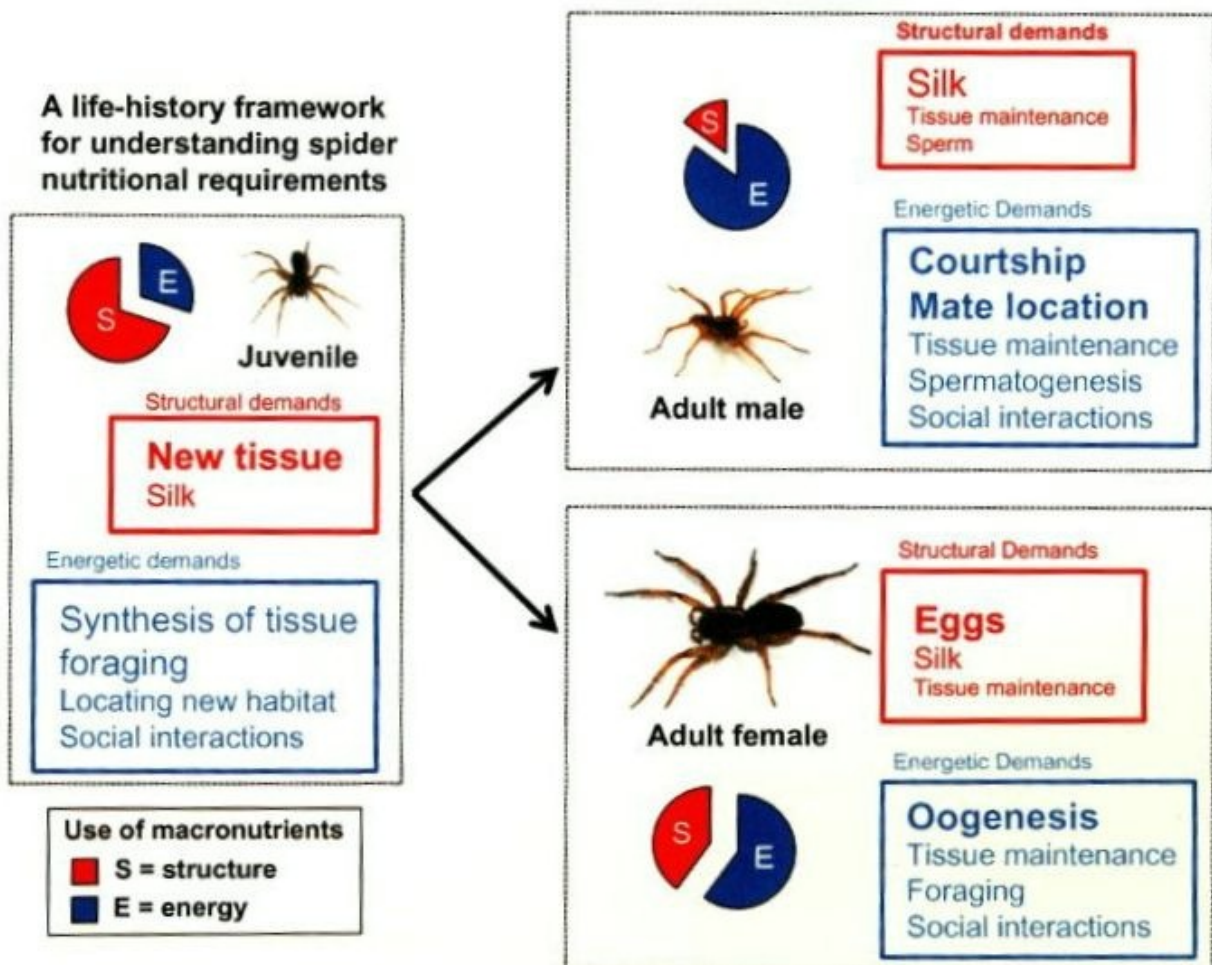 A life-history framework
for understanding spider
nutritional requirements
S
E
Juvenile
Structural demands
New tissue
Silk
Energetic demands
Synthesis of tissue
foraging
Locating new habitat
Social interactions
Use of macronutrients
S = structure
E = energy
S
E
Adult male
Structural demands
Silk
Tissue maintenance
Sperm
Energetic Demands
Courtship
Mate location
Tissue maintenance
Spermatogenesis
Social interactions
Adult female
S
E
Structural Demands
Eggs
Silk
Tissue maintenance
Energetic Demands
Oogenesis
Tissue maintenance
Foraging
Social interactions